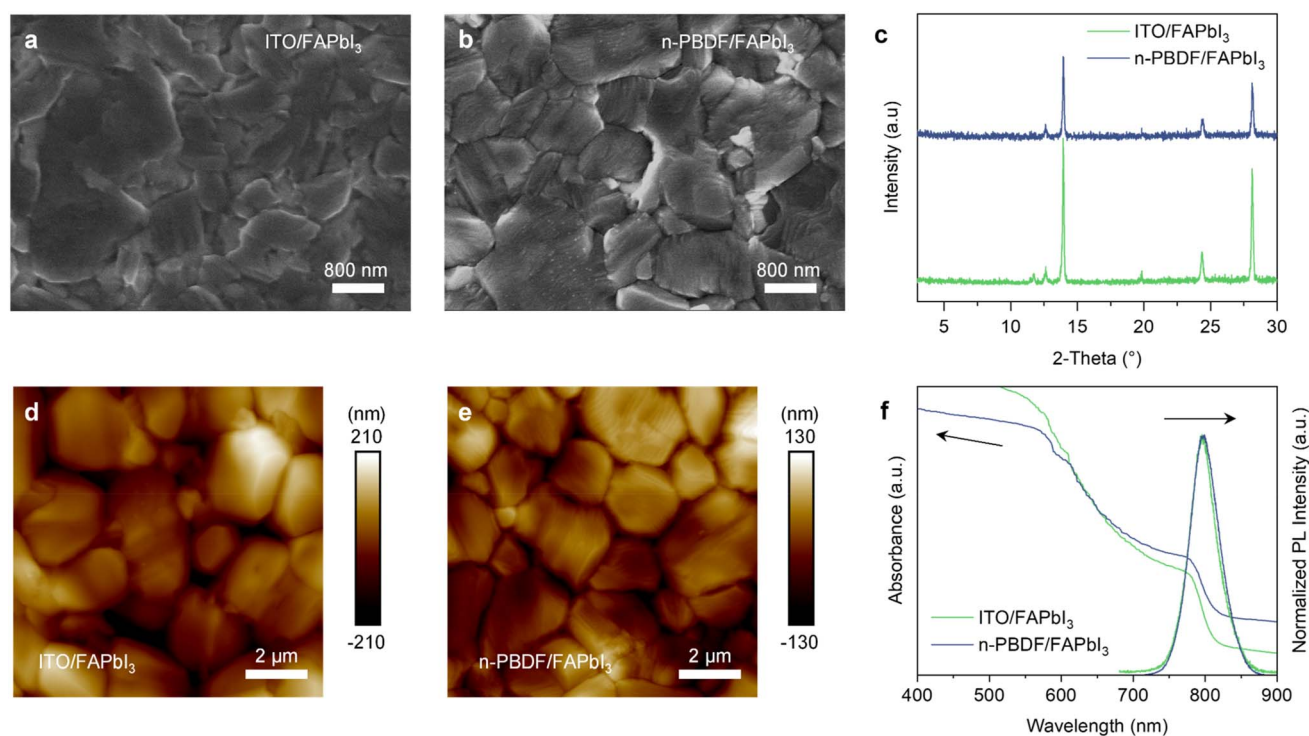 a
ITO/FAPbI₃
800 nm
b
n-PBDF/FAPbI₃
800 nm
c
ITO/FAPbI₃
n-PBDF/FAPbI₃
Intensity (a.u)
5 10 15 20 25 30
2-Theta (°)
d
ITO/FAPbI₃
2 µm
(nm)
210
-210
e
n-PBDF/FAPbI₃
2 µm
(nm)
130
-130
f
Absorbance (a.u.)
Normalized PL Intensity (a.u.)
ITO/FAPbI₃
n-PBDF/FAPbI₃
400 500 600 700 800 900
Wavelength (nm)